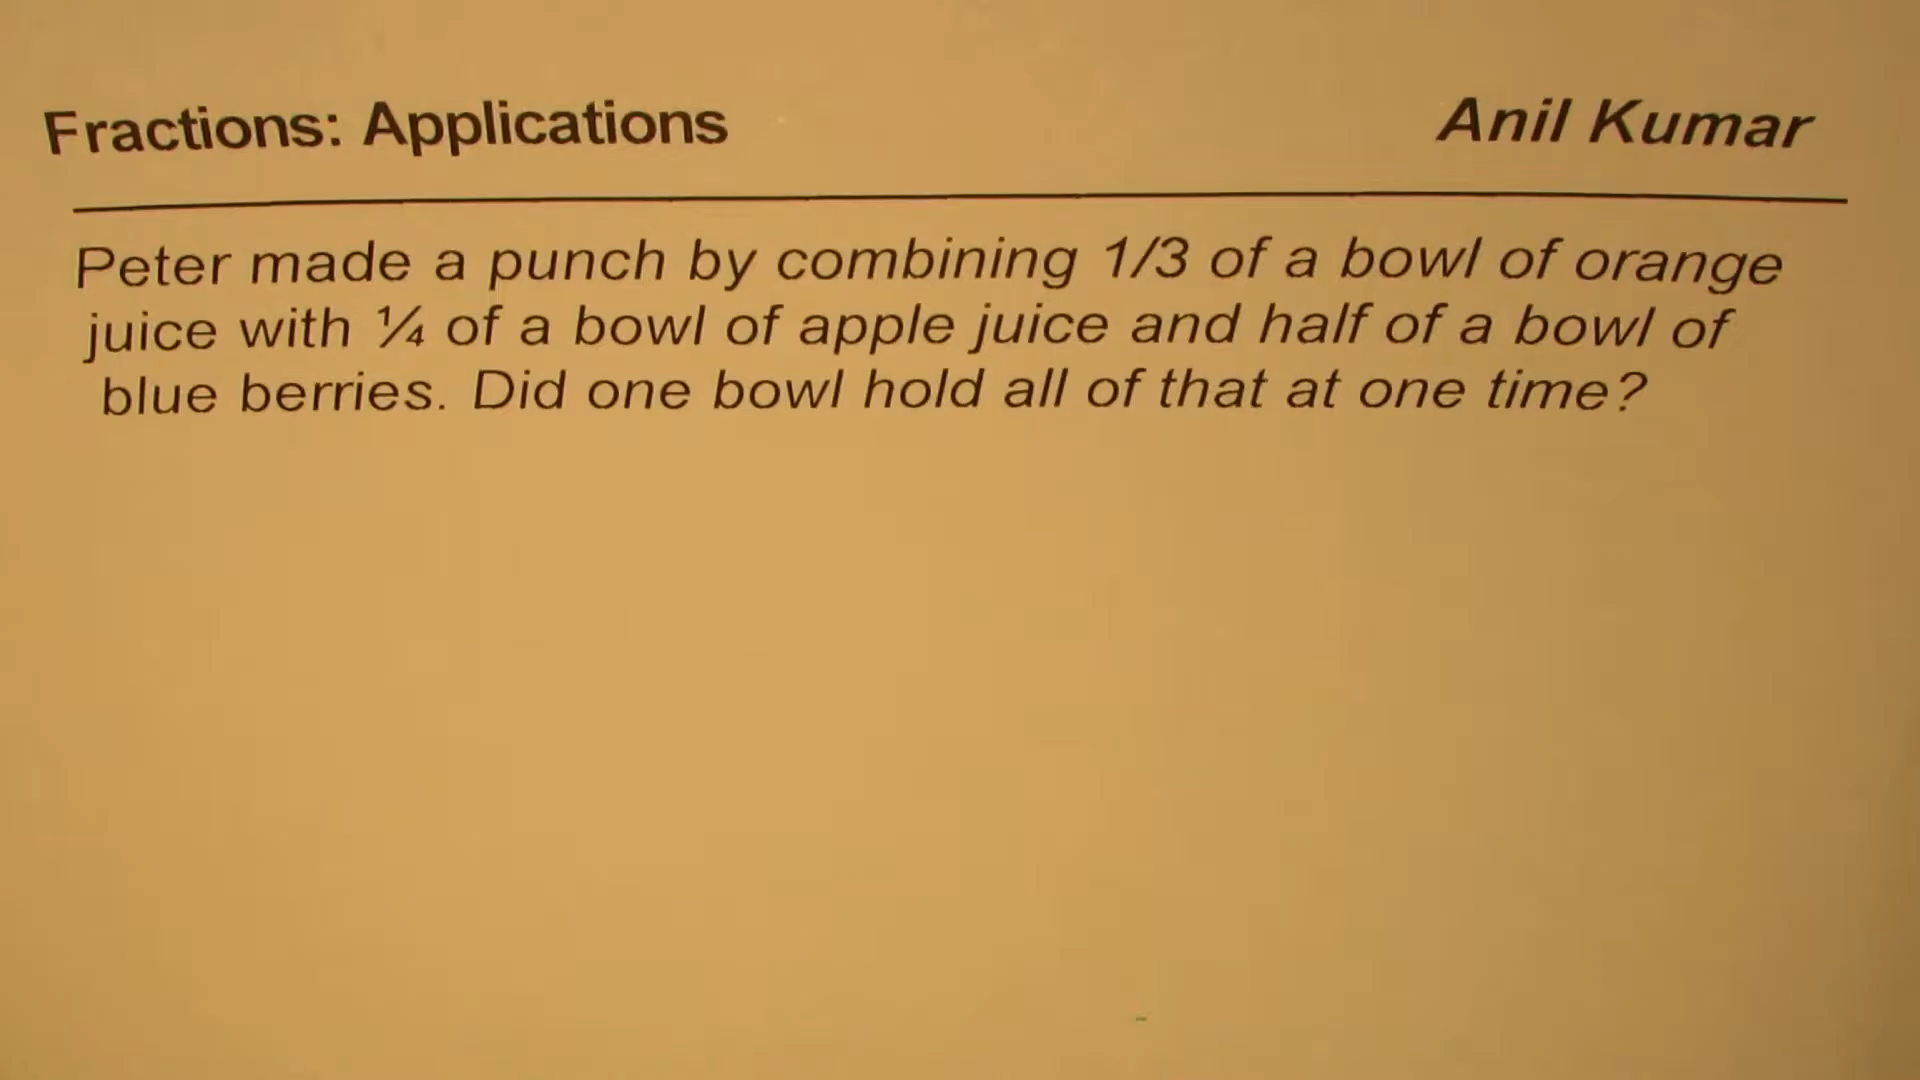 Fractions: Applications
Anil Kumar
Peter made a punch by combining 1/3 of a bowl of orange
juice with ¼ of a bowl of apple juice and half of a bowl of
blue berries. Did one bowl hold all of that at one time?